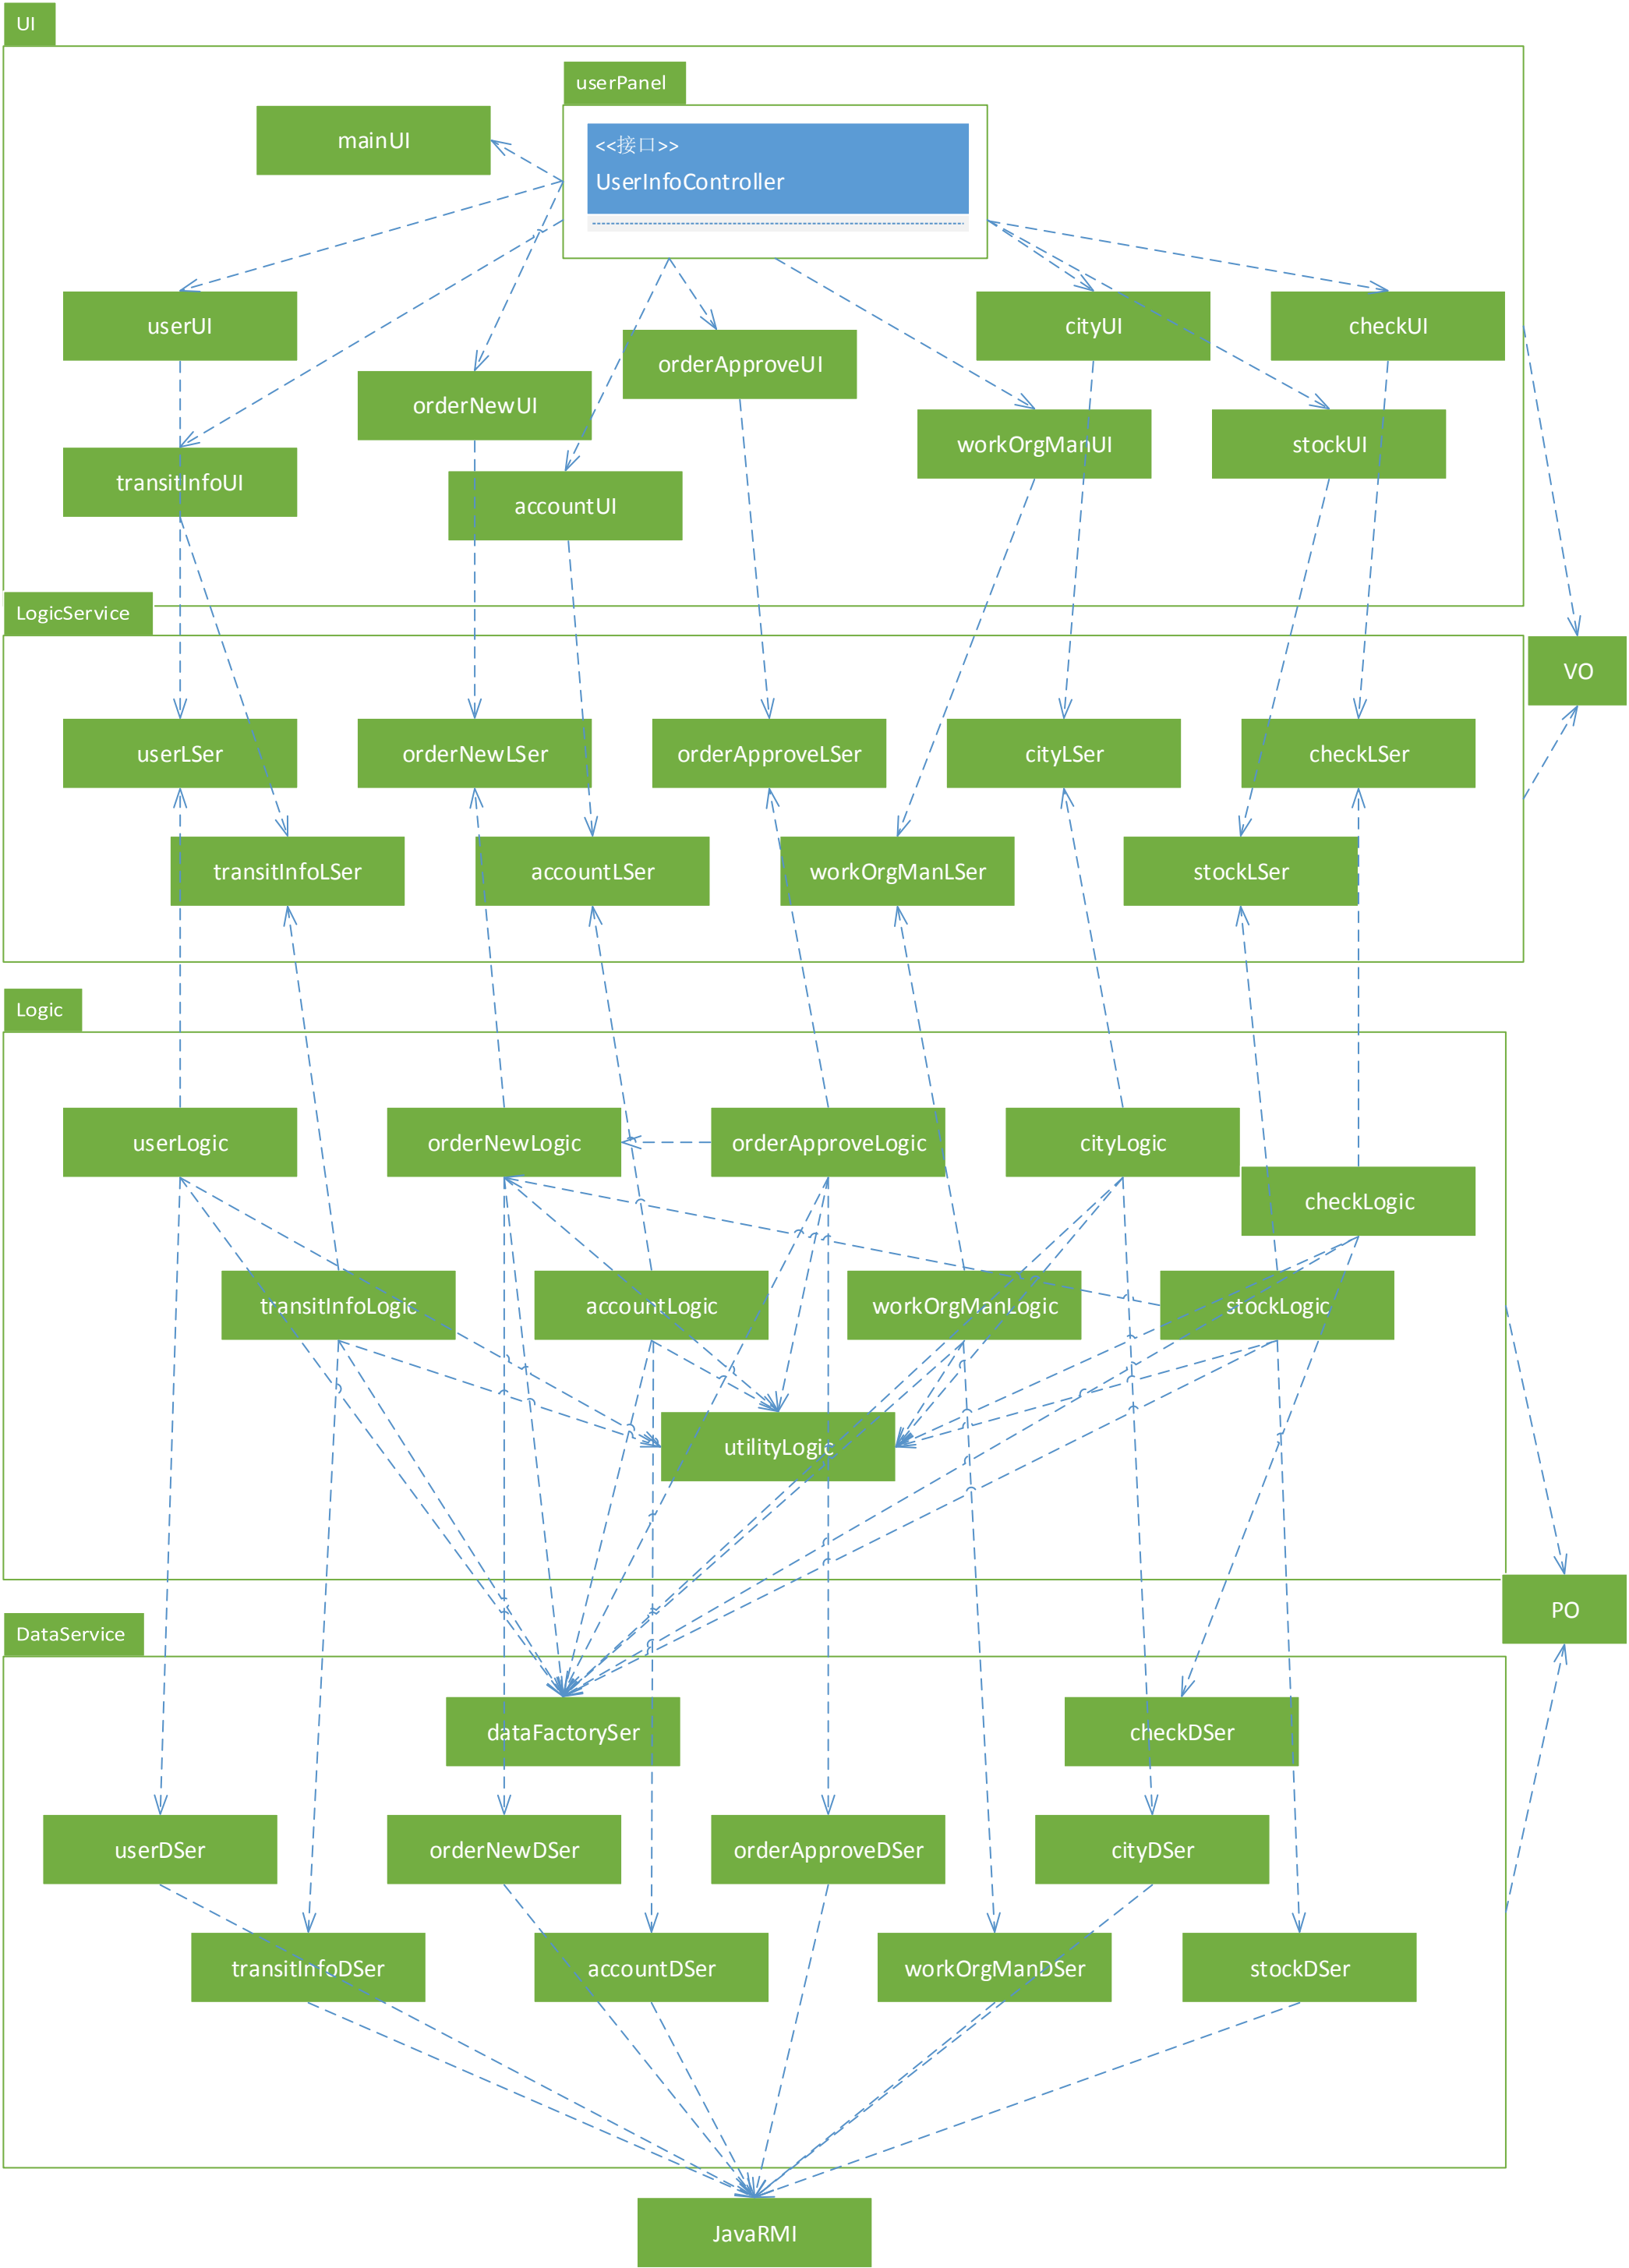 UI
userPanel
mainUI
<<接口>>
UserInfoController
userUI
cityUI
checkUI
orderApproveUI
orderNewUI
workOrgManUI
stockUI
transitInfoUI
accountUI
LogicService
VO
userLSer
orderNewLSer
orderApproveLSer
cityLSer
checkLSer
transitInfoLSer
accountLSer
workOrgManLSer
stockLSer
Logic
userLogic
orderNewLogic
orderApproveLogic
cityLogic
checkLogic
transitInfoLogic
accountLogic
workOrgManLogic
stockLogic
utilityLogic
PO
DataService
dataFactorySer
checkDSer
userDSer
orderNewDSer
orderApproveDSer
cityDSer
transitInfoDSer
accountDSer
workOrgManDSer
stockDSer
JavaRMI